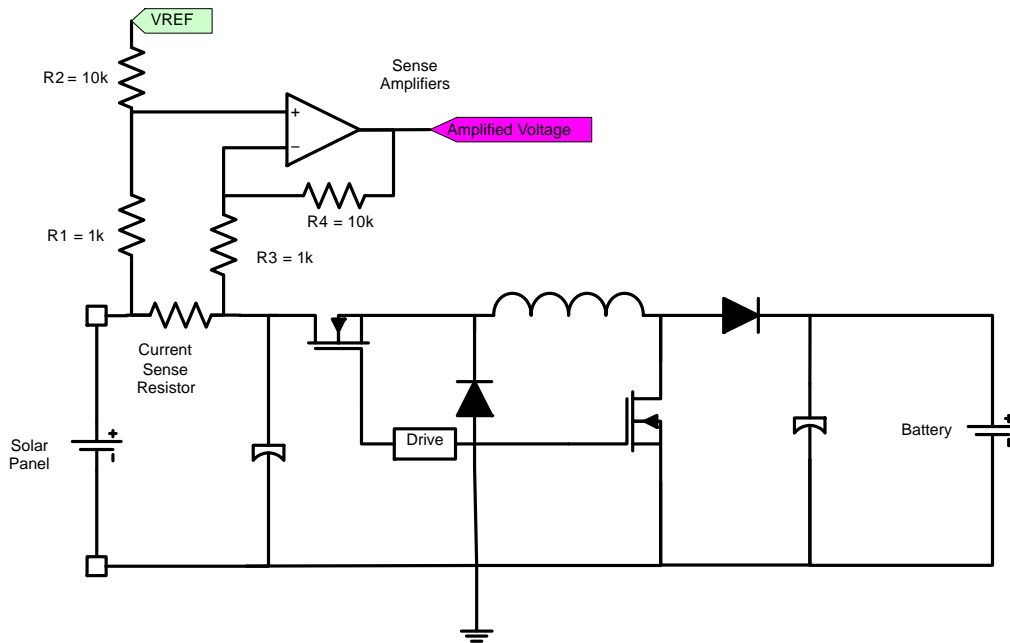 VREF
R2 = 10k
Sense
Amplifiers
+
−
Amplified Voltage
R4 = 10k
R1 = 1k
R3 = 1k
Current
Sense
Resistor
Solar
Panel
+
-
Drive
Battery
+
-